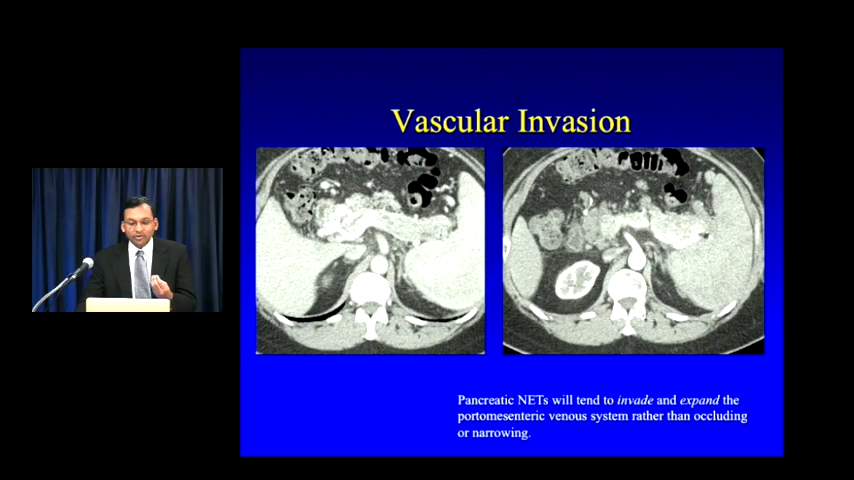 Vascular Invasion
Pancreatic NETs will tend to invade and expand the
portomesenteric venous system rather than occluding
or narrowing.